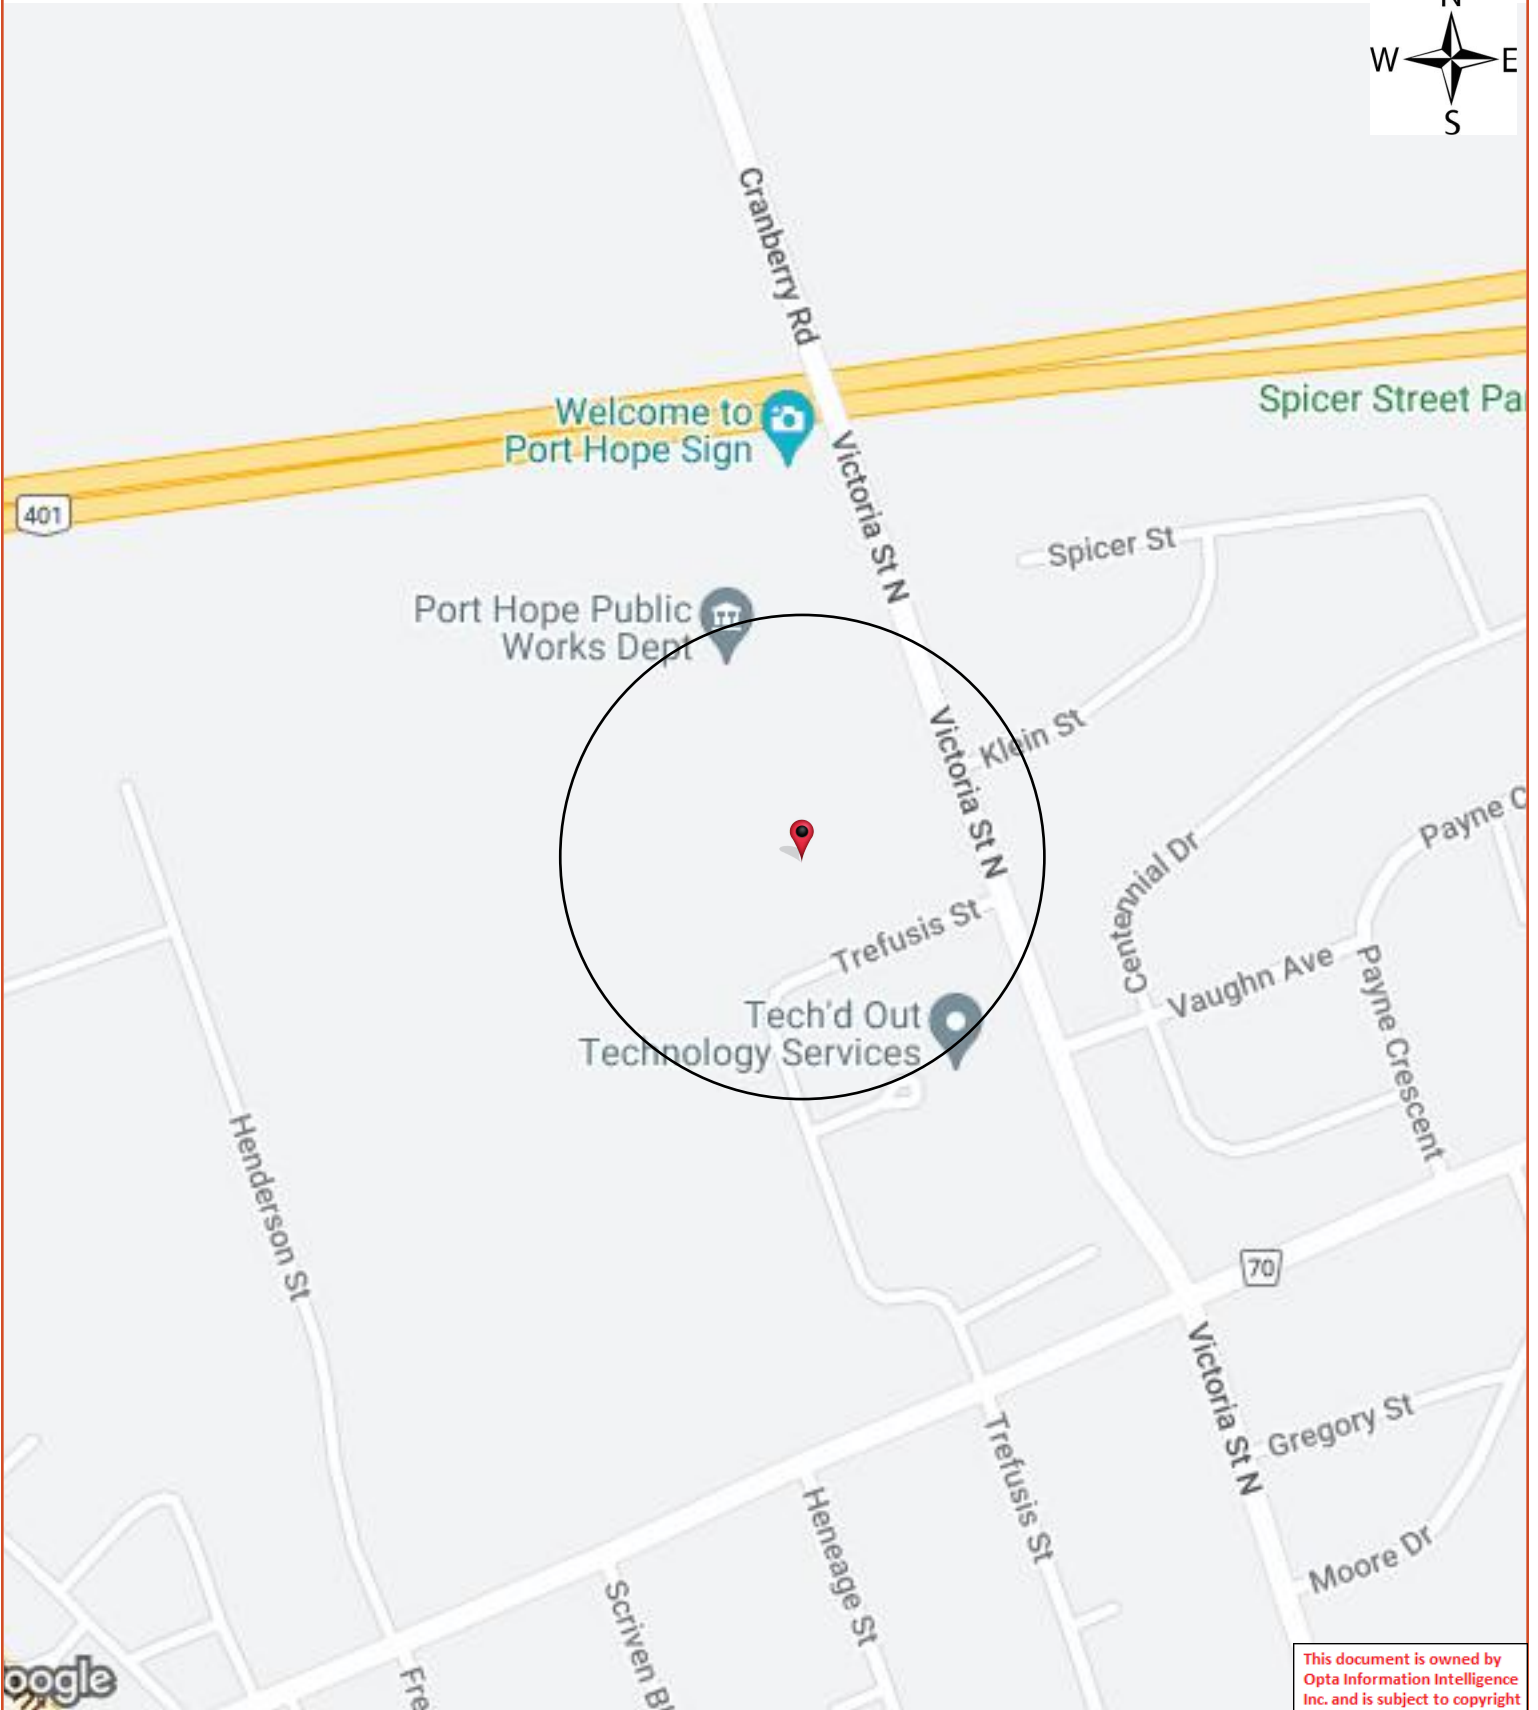 N
W E
S
Cranberry Rd
Welcome to
Port Hope Sign
Spicer Street Pa
401
Victoria St N
Spicer St
Port Hope Public
Works Dept
Klein St
Victoria St N
Payne C
Centennial Dr
Trefusis St
Vaughn Ave
Payne Crescent
Tech'd Out
Technology Services
Henderson St
70
Victoria St N
Gregory St
Trefusis St
Heneage St
Moore Dr
Scriven B
Fre
oogle
This document is owned by
Opta Information Intelligence
Inc. and is subject to copyright